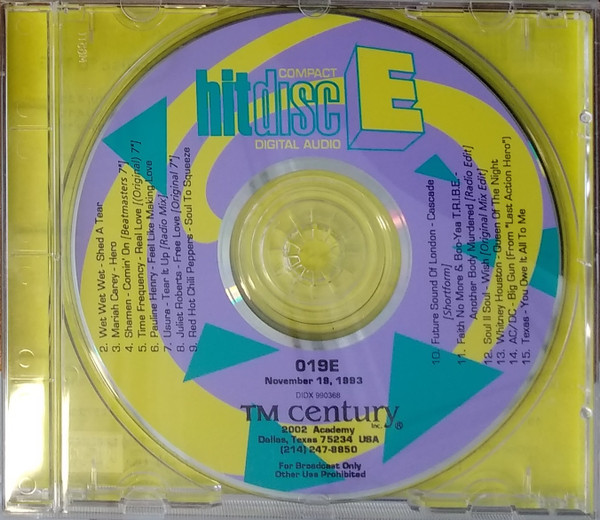 COMPACT
hitdisc E
DIGITAL AUDIO
2. Wet Wet Wet - Shed A Tear
3. Mariah Carey - Hero
4. Shamen - Comin' On [Beatmasters 7"]
5. Time Frequency - Real Love [(Original) 7"]
6. Pauline Henry - Feel Like Making Love
7. Usura - Tear It Up [Radio Mix]
8. Juliet Roberts - Free Love [Original 7"]
9. Red Hot Chili Peppers - Soul To Squeeze
10. Future Sound Of London - Cascade
[Shortform]
11. Faith No More & Boo-Yaa T.R.I.B.E. -
Another Body Murdered [Radio Edit]
12. Soul II Soul - Wish [Original Mix Edit]
13. Whitney Houston - Queen Of The Night
14. AC/DC - Big Gun [From "Last Action Hero"]
15. Texas - You Owe It All To Me
019E
November 19, 1993
DIDX 990368
TM century Inc. ®
2002 Academy
Dallas, Texas 75234 USA
(214) 247-8850
For Broadcast Only
Other Use Prohibited